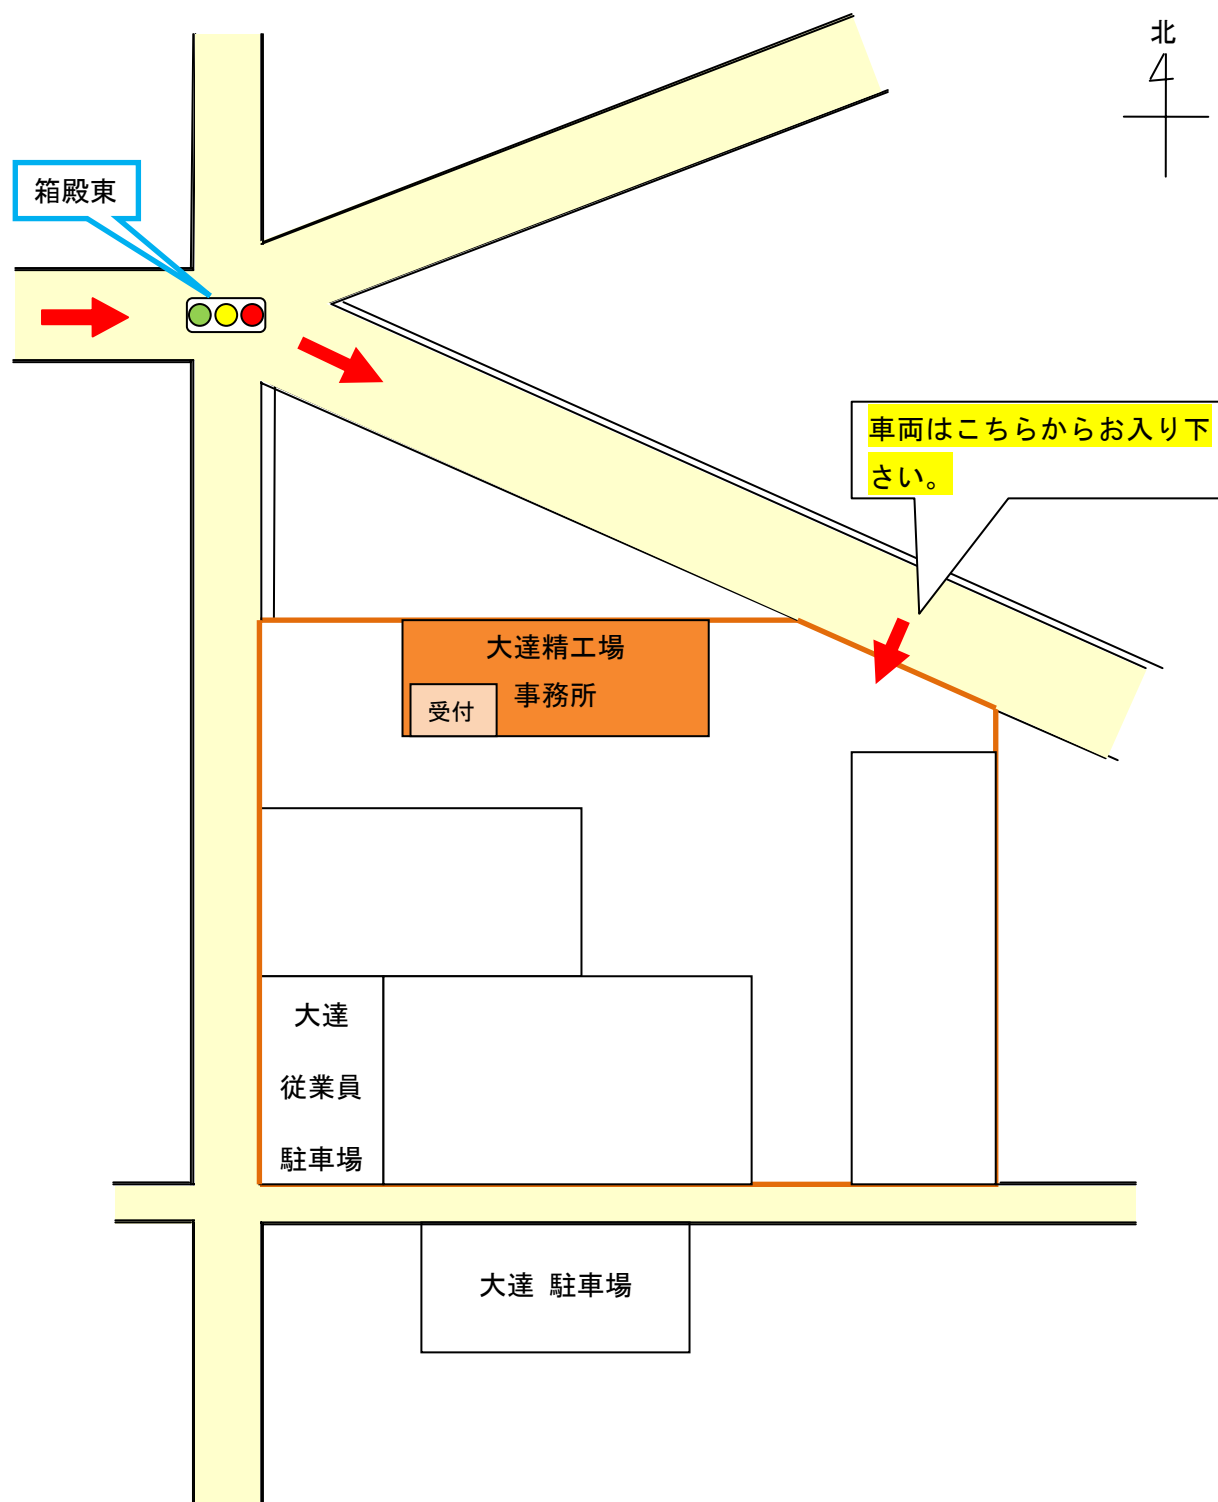 北
箱殿東
車両はこちらからお入り下
さい。
大達精工場
事務所
受付
大達
従業員
駐車場
大達 駐車場